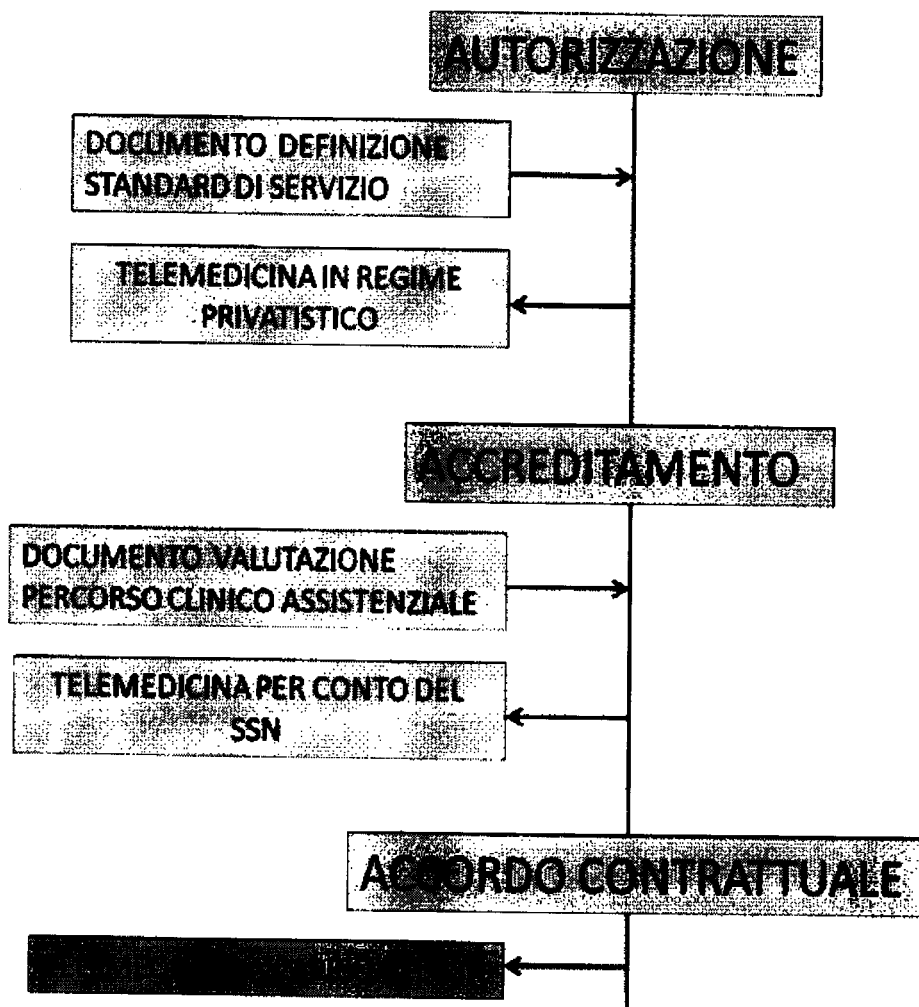 AUTORIZZAZIONE
DOCUMENTO DEFINIZIONE
STANDARD DI SERVIZIO
TELEMEDICINA IN REGIME
PRIVATISTICO
ACCREDITAMENTO
DOCUMENTO VALUTAZIONE
PERCORSO CLINICO ASSISTENZIALE
TELEMEDICINA PER CONTO DEL
SSN
ACCORDO CONTRATTUALE